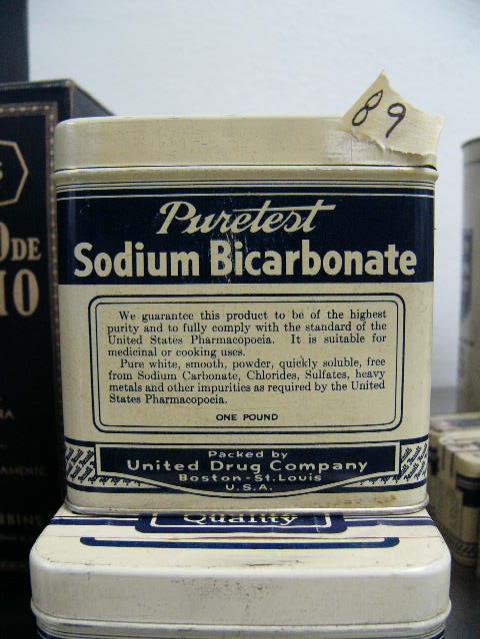 89
Puretest
Sodium Bicarbonate
We guarantee this product to be of the highest
purity and to fully comply with the standard of the
United States Pharmacopoeia. It is suitable for
medicinal or cooking uses.
Pure white, smooth, powder, quickly soluble, free
from Sodium Carbonate, Chlorides, Sulfates, heavy
metals and other impurities as required by the United
States Pharmacopoeia.
ONE POUND
Packed by
United Drug Company
Boston - St. Louis
U.S.A.
Quality
DE
IO